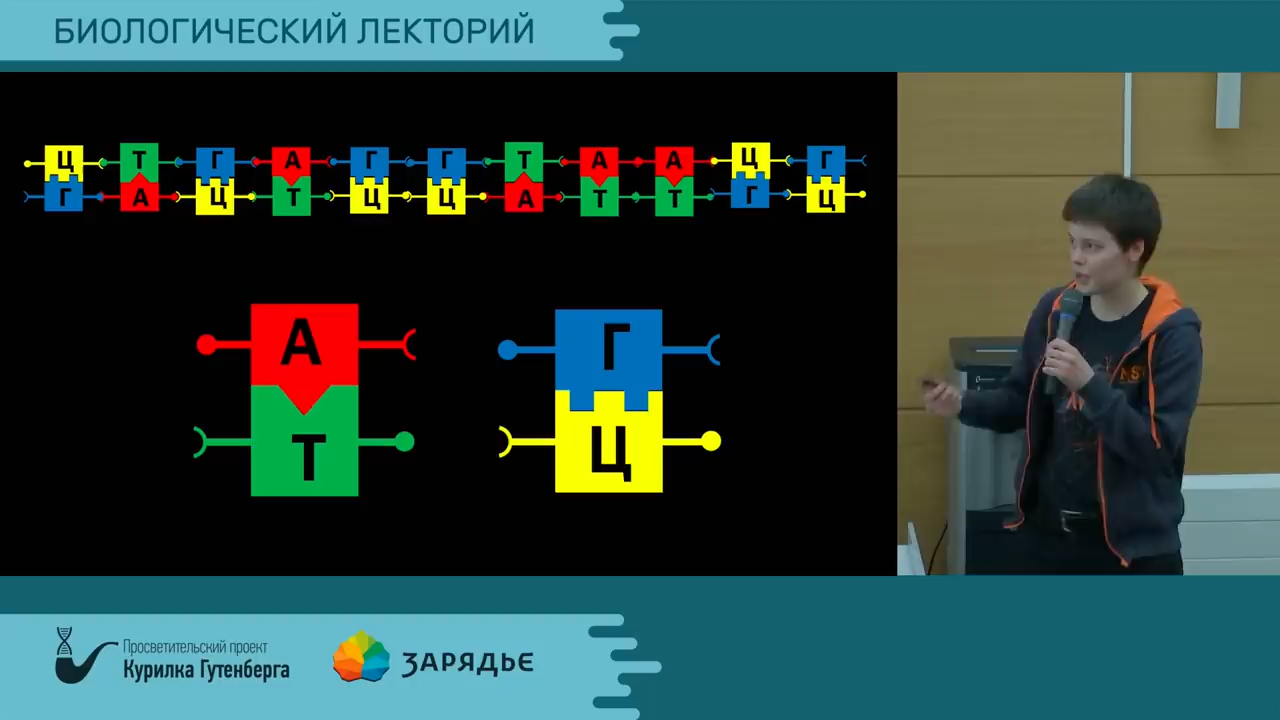 БИОЛОГИЧЕСКИЙ ЛЕКТОРИЙ
Ц Т Г А Г Г Т А А Ц Г
Г А Ц Т Ц Ц А Т Т Г Ц
А Г
Т Ц
Просветительский проект
Курилка Гутенберга
ЗАРЯДЬЕ